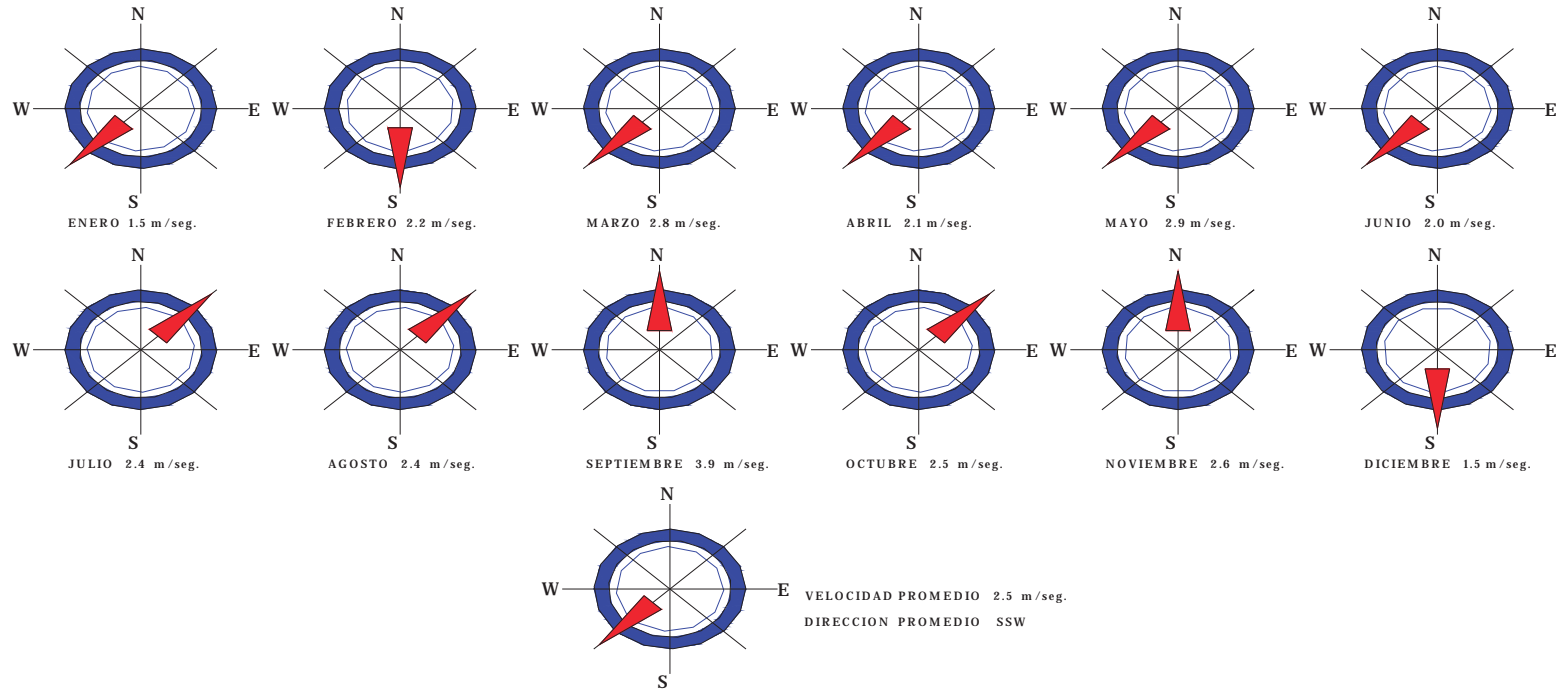 N N N N N N
W E W E W E W E W E W E
S S S S S S
ENERO 1.5 m/seg. FEBRERO 2.2 m/seg. MARZO 2.8 m/seg. ABRIL 2.1 m/seg. MAYO 2.9 m/seg. JUNIO 2.0 m/seg.
N N N N N N
W E W E W E W E W E W E
S S S S S S
JULIO 2.4 m/seg. AGOSTO 2.4 m/seg. SEPTIEMBRE 3.9 m/seg. OCTUBRE 2.5 m/seg. NOVIEMBRE 2.6 m/seg. DICIEMBRE 1.5 m/seg.
N
W E
VELOCIDAD PROMEDIO 2.5 m/seg.
DIRECCION PROMEDIO SSW
S